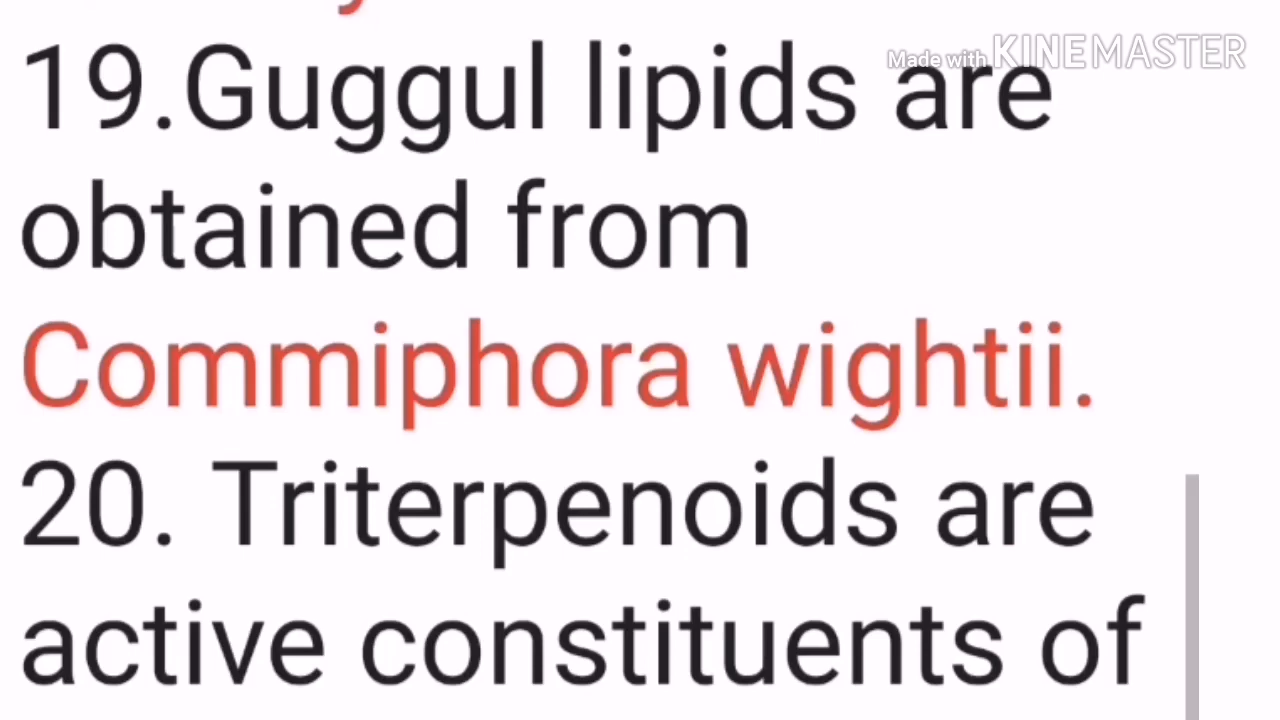 Made with KINEMASTER
19.Guggul lipids are
obtained from
Commiphora wightii.
20. Triterpenoids are
active constituents of